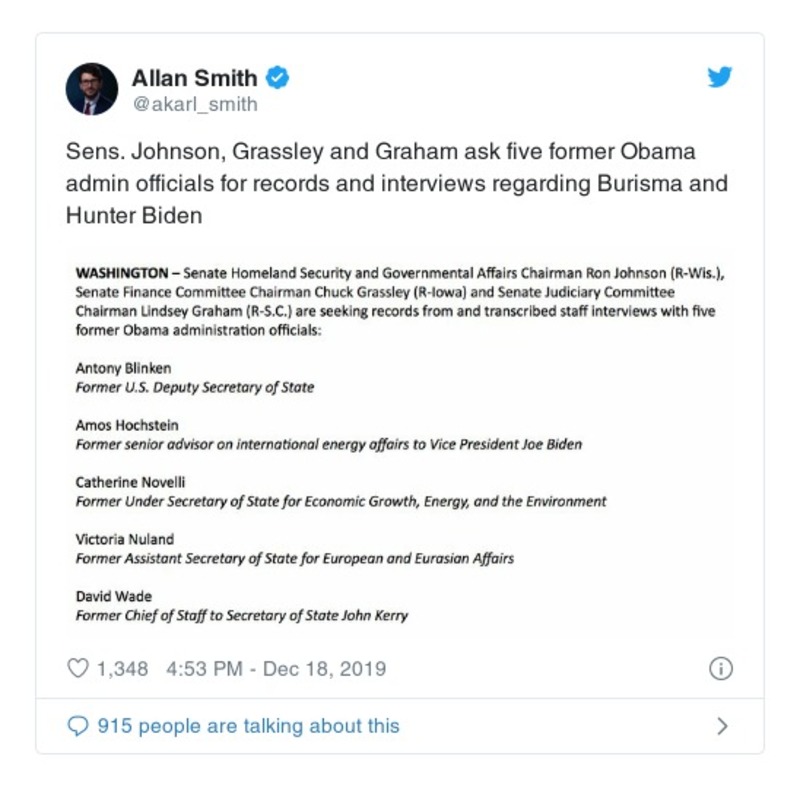 Allan Smith
@akarl_smith
Sens. Johnson, Grassley and Graham ask five former Obama
admin officials for records and interviews regarding Burisma and
Hunter Biden
WASHINGTON – Senate Homeland Security and Governmental Affairs Chairman Ron Johnson (R-Wis.),
Senate Finance Committee Chairman Chuck Grassley (R-Iowa) and Senate Judiciary Committee
Chairman Lindsey Graham (R-S.C.) are seeking records from and transcribed staff interviews with five
former Obama administration officials:
Antony Blinken
Former U.S. Deputy Secretary of State
Amos Hochstein
Former senior advisor on international energy affairs to Vice President Joe Biden
Catherine Novelli
Former Under Secretary of State for Economic Growth, Energy, and the Environment
Victoria Nuland
Former Assistant Secretary of State for European and Eurasian Affairs
David Wade
Former Chief of Staff to Secretary of State John Kerry
1,348 4:53 PM - Dec 18, 2019
915 people are talking about this